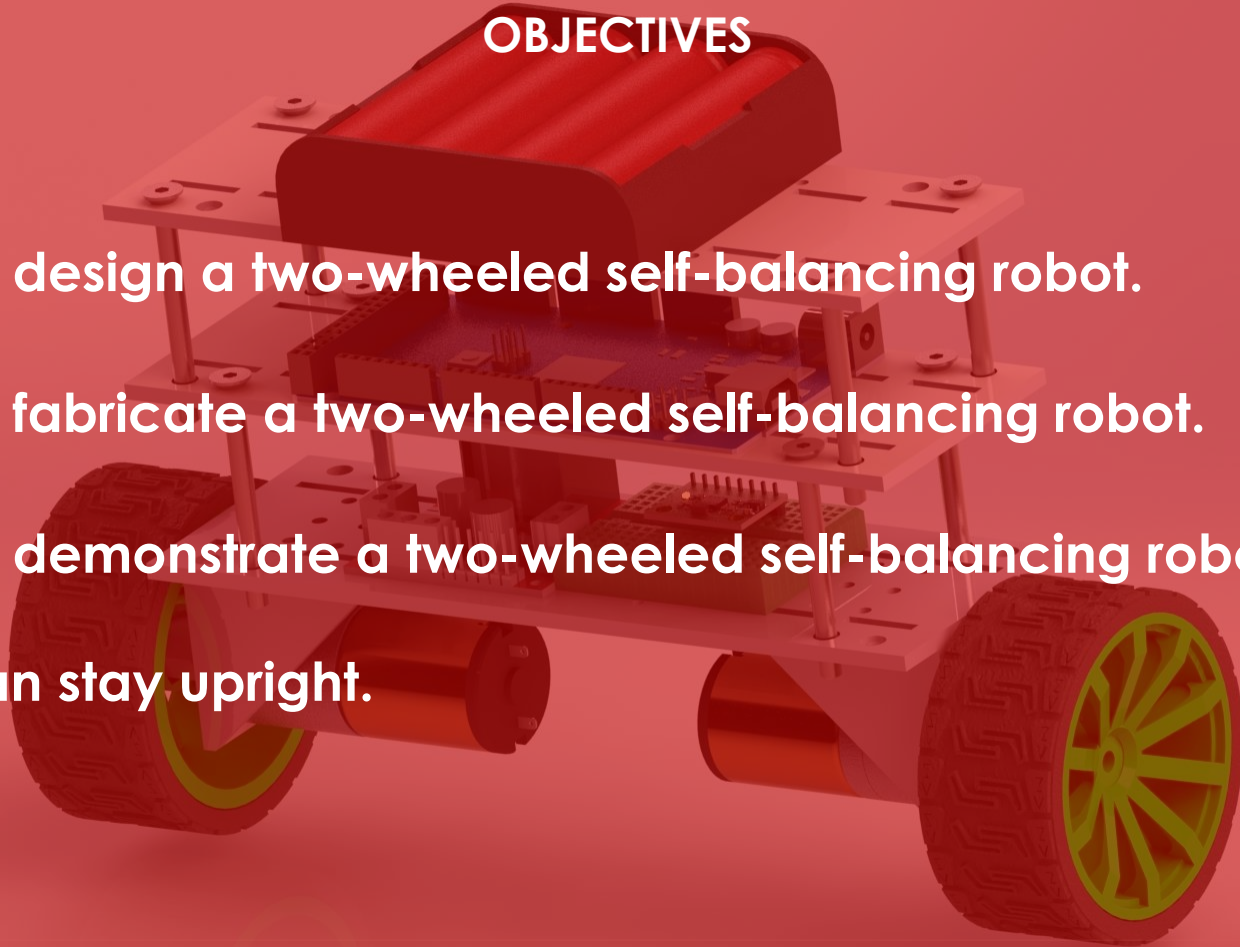 OBJECTIVES
design a two-wheeled self-balancing robot.
fabricate a two-wheeled self-balancing robot.
demonstrate a two-wheeled self-balancing
stay upright.